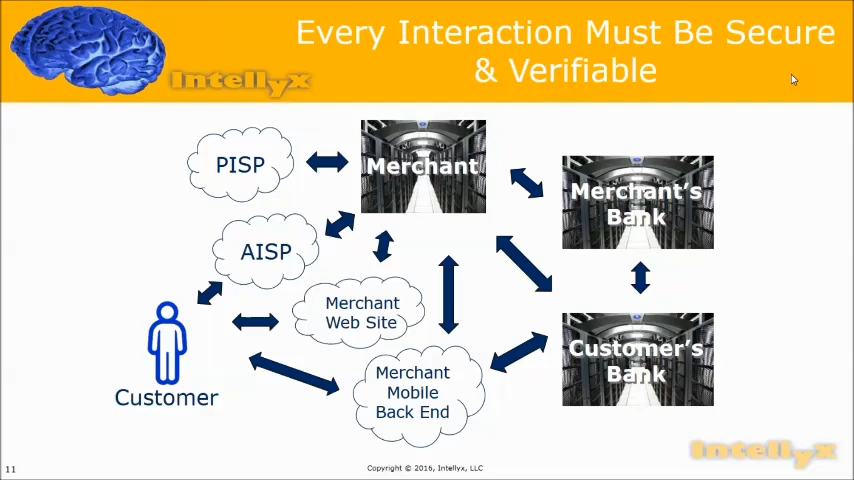 Every Interaction Must Be Secure
& Verifiable
Intellyx
PISP
Merchant
Merchant's
Bank
AISP
Merchant
Web Site
Customer's
Bank
Merchant
Mobile
Back End
Customer
Intellyx
11
Copyright © 2016, Intellyx, LLC